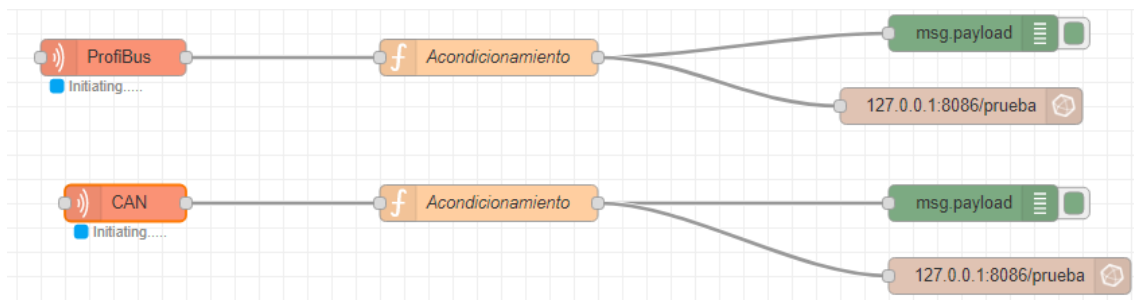 ProfiBus
Initiating.....
Acondicionamiento
msg.payload
127.0.0.1:8086/prueba
CAN
Initiating.....
Acondicionamiento
msg.payload
127.0.0.1:8086/prueba